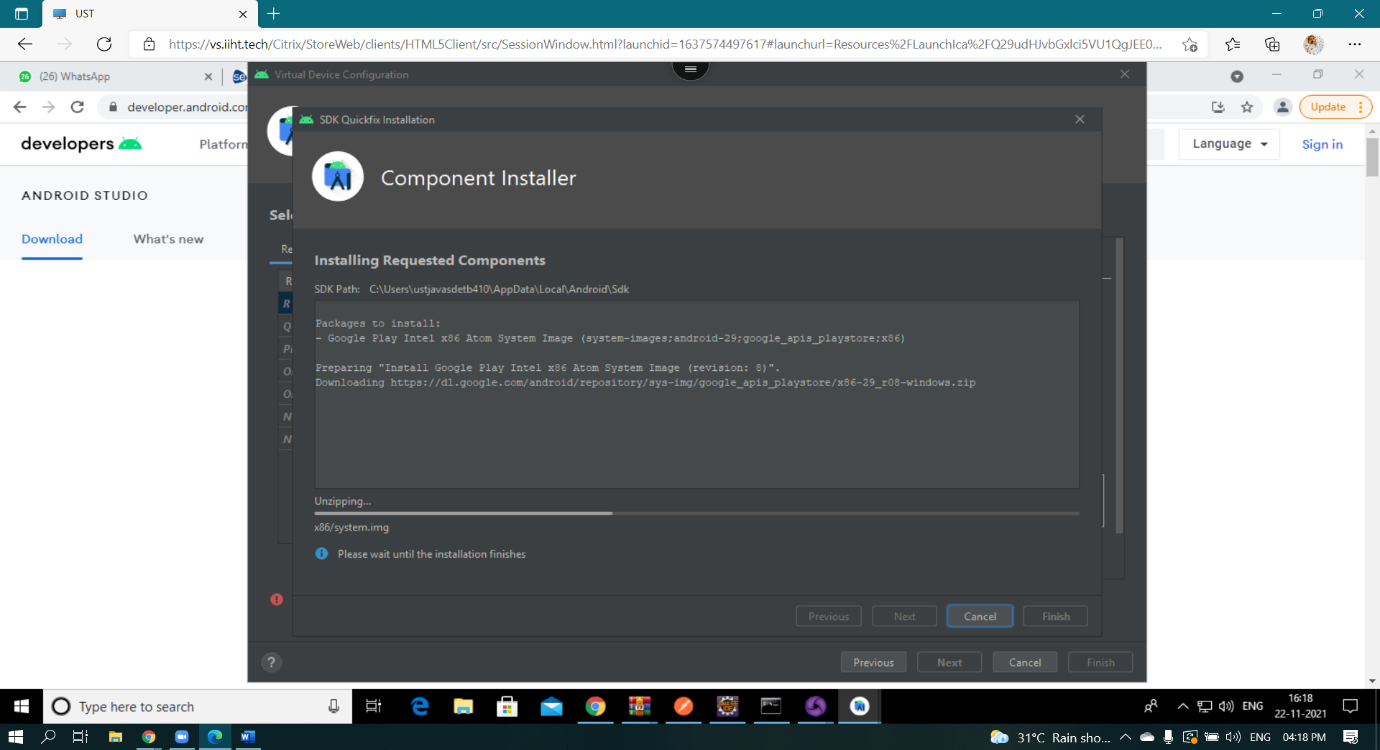 UST
https://vs.iiht.tech/Citrix/StoreWeb/clients/HTML5Client/src/SessionWindow.html?launchid=1637574497617#launchurl=Resources%2FLaunchIca%2FQ29udHJvbGxlci5VU1QgJEE0...
26
(26) WhatsApp
Se
Virtual Device Configuration
developer.android.co
Update
SDK Quickfix Installation
developers
Platforn
Language
Sign in
Component Installer
ANDROID STUDIO
Download
What's new
Sele
Re
R
R
Q
Pi
O
O
N
N
Installing Requested Components
SDK Path: C:\Users\ustjavasdetb410\AppData\Local\Android\Sdk
Packages to install:
- Google Play Intel x86 Atom System Image (system-images;android-29;google_apis_playstore;x86)
Preparing "Install Google Play Intel x86 Atom System Image (revision: 8)".
Downloading https://dl.google.com/android/repository/sys-img/google_apis_playstore/x86-29_r08-windows.zip
Unzipping...
x86/system.img
Please wait until the installation finishes
Previous Next Cancel Finish
? Previous Next Cancel Finish
Type here to search
ENG
16:18
22-11-2021
31°C Rain sho...
ENG
04:18 PM